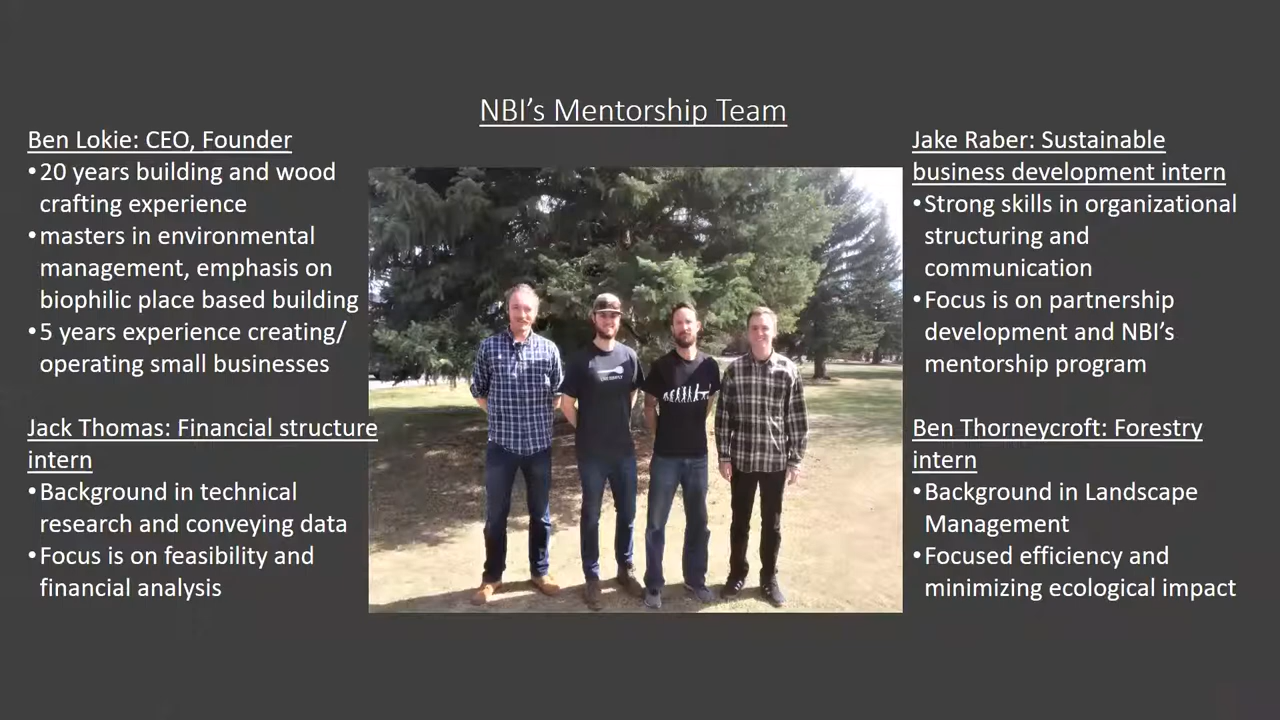 NBI's Mentorship Team
Ben Lokie: CEO, Founder
•20 years building and wood
crafting experience
•masters in environmental
management, emphasis on
biophilic place based building
•5 years experience creating/
operating small businesses
Jack Thomas: Financial structure
intern
•Background in technical
research and conveying data
•Focus is on feasibility and
financial analysis
Jake Raber: Sustainable
business development intern
•Strong skills in organizational
structuring and
communication
•Focus is on partnership
development and NBI's
mentorship program
Ben Thorneycroft: Forestry
intern
•Background in Landscape
Management
•Focused efficiency and
minimizing ecological impact